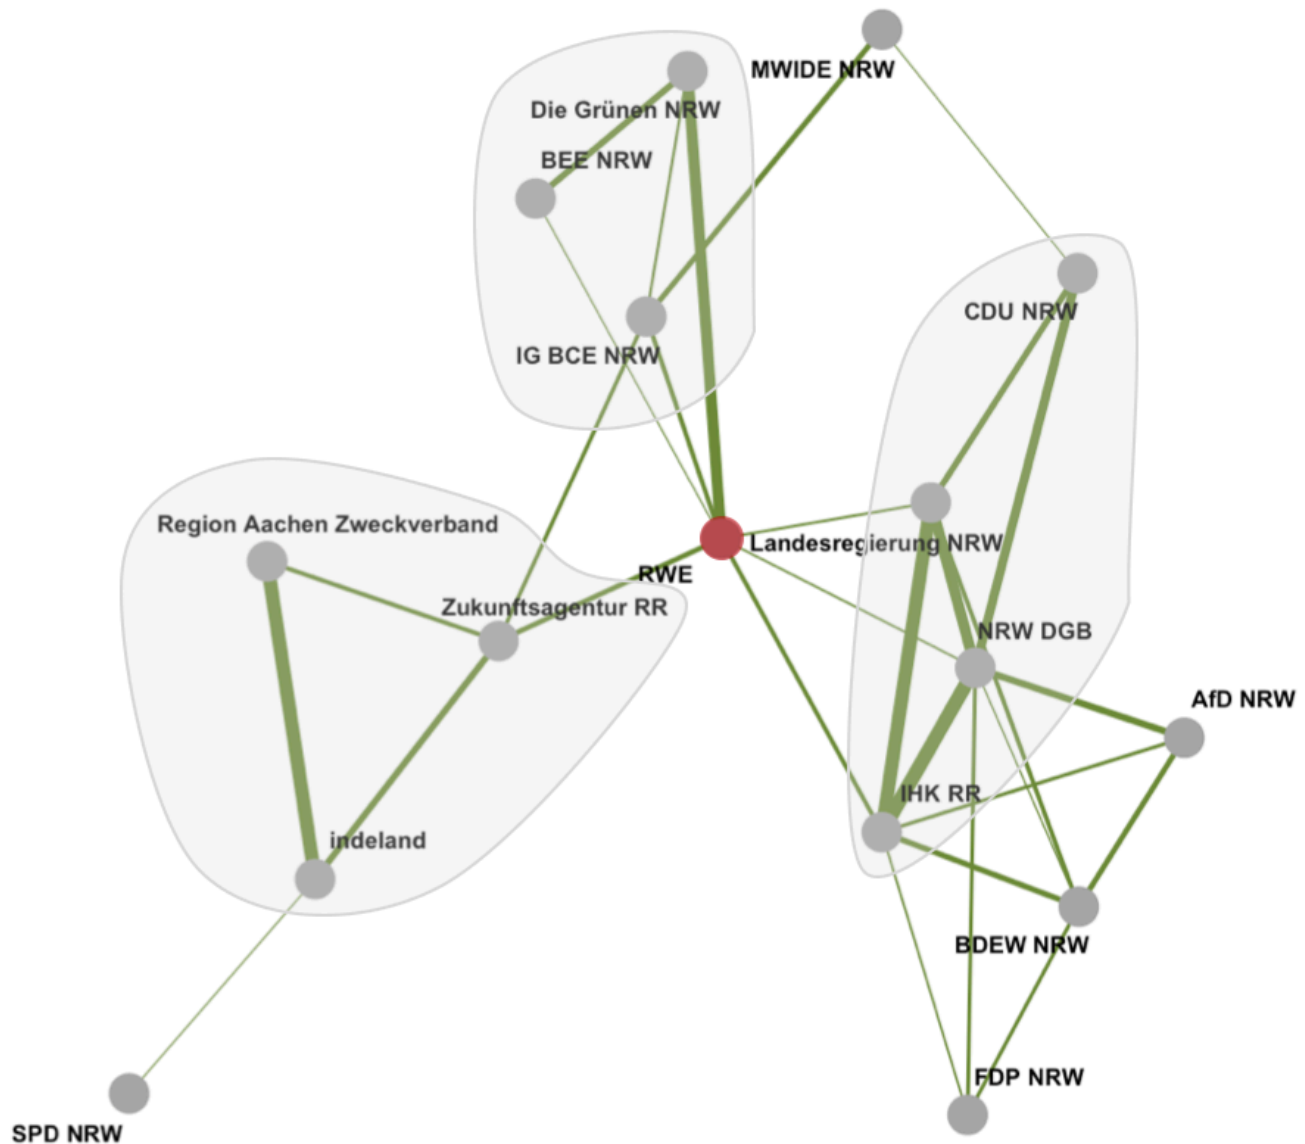 MWIDE NRW
Die Grünen NRW
BEE NRW
CDU NRW
IG BCE NRW
Region Aachen Zweckverband
Landesregierung NRW
RWE
Zukunftsagentur RR
NRW DGB
AfD NRW
IHK RR
indeland
BDEW NRW
FDP NRW
SPD NRW